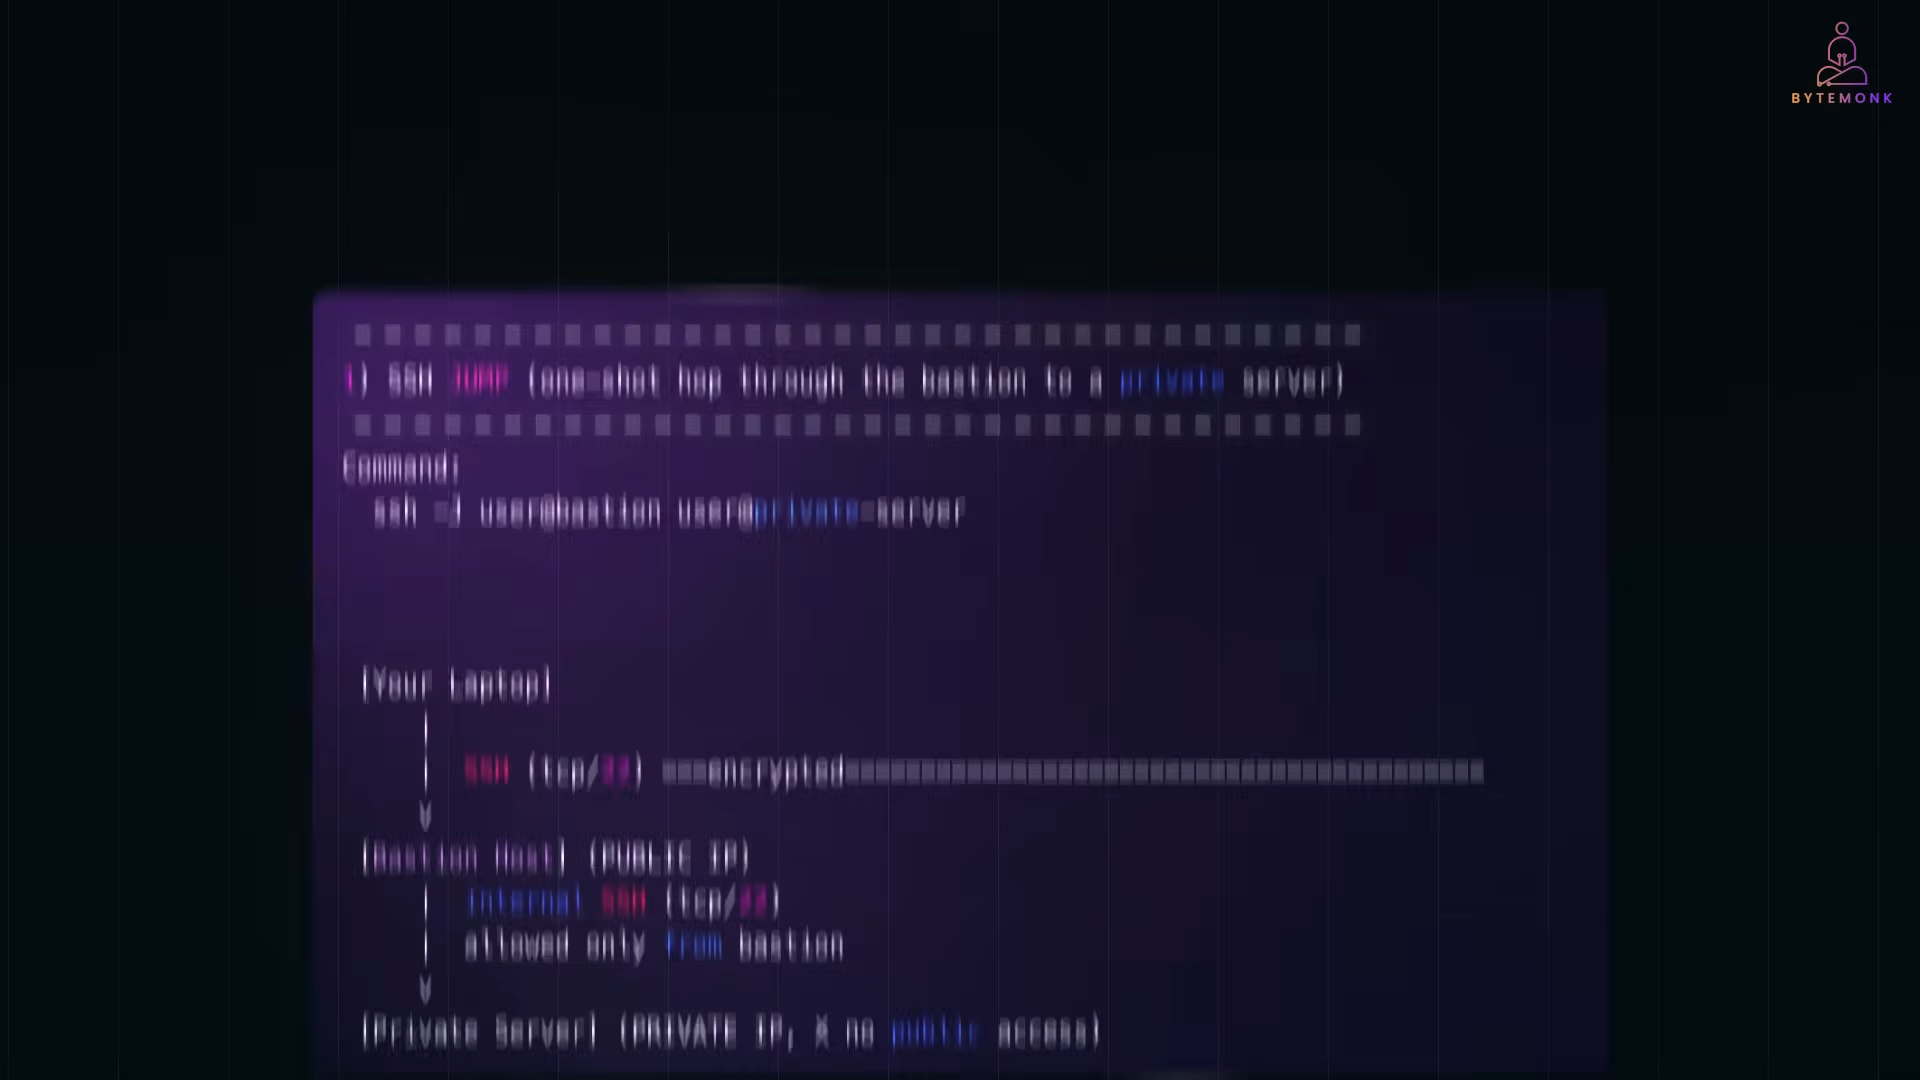 BYTEMONK
1) SSH JUMP (one-shot hop through the bastion to a private server)
Command:
ssh -J user@bastion user@private-server
[Your Laptop]
SSH (tcp/22) encrypted
[Bastion Host] (PUBLIC IP)
internal SSH (tcp/22)
allowed only from bastion
[Private Server] (PRIVATE IP, X no public access)